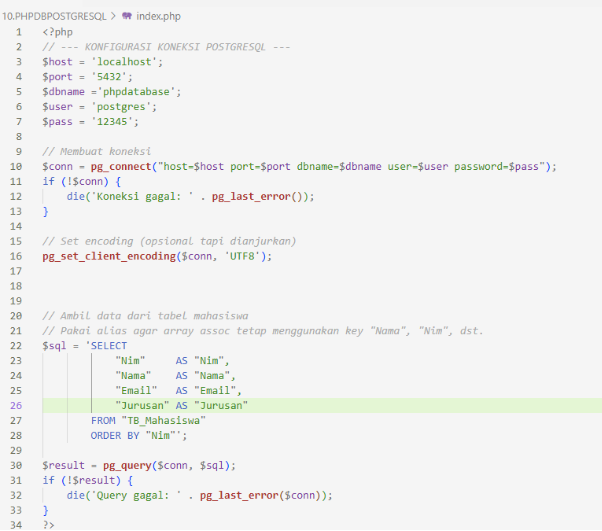 10.PHPDBPOSTGRESQL > index.php
1 <?php
2 // --- KONFIGURASI KONEKSI POSTGRESQL ---
3 $host = 'localhost';
4 $port = '5432';
5 $dbname ='phpdatabase';
6 $user = 'postgres';
7 $pass = '12345';
8
9 // Membuat koneksi
10 $conn = pg_connect("host=$host port=$port dbname=$dbname user=$user password=$pass");
11 if (!$conn) {
12     die('Koneksi gagal: ' . pg_last_error());
13 }
14
15 // Set encoding (opsional tapi dianjurkan)
16 pg_set_client_encoding($conn, 'UTF8');
17
18
19
20 // Ambil data dari tabel mahasiswa
21 // Pakai alias agar array assoc tetap menggunakan key "Nama", "Nim", dst.
22 $sql = 'SELECT
23             "Nim"     AS "Nim",
24             "Nama"    AS "Nama",
25             "Email"   AS "Email",
26             "Jurusan" AS "Jurusan"
27         FROM "TB_Mahasiswa"
28         ORDER BY "Nim"';
29
30 $result = pg_query($conn, $sql);
31 if (!$result) {
32     die('Query gagal: ' . pg_last_error($conn));
33 }
34 ?>